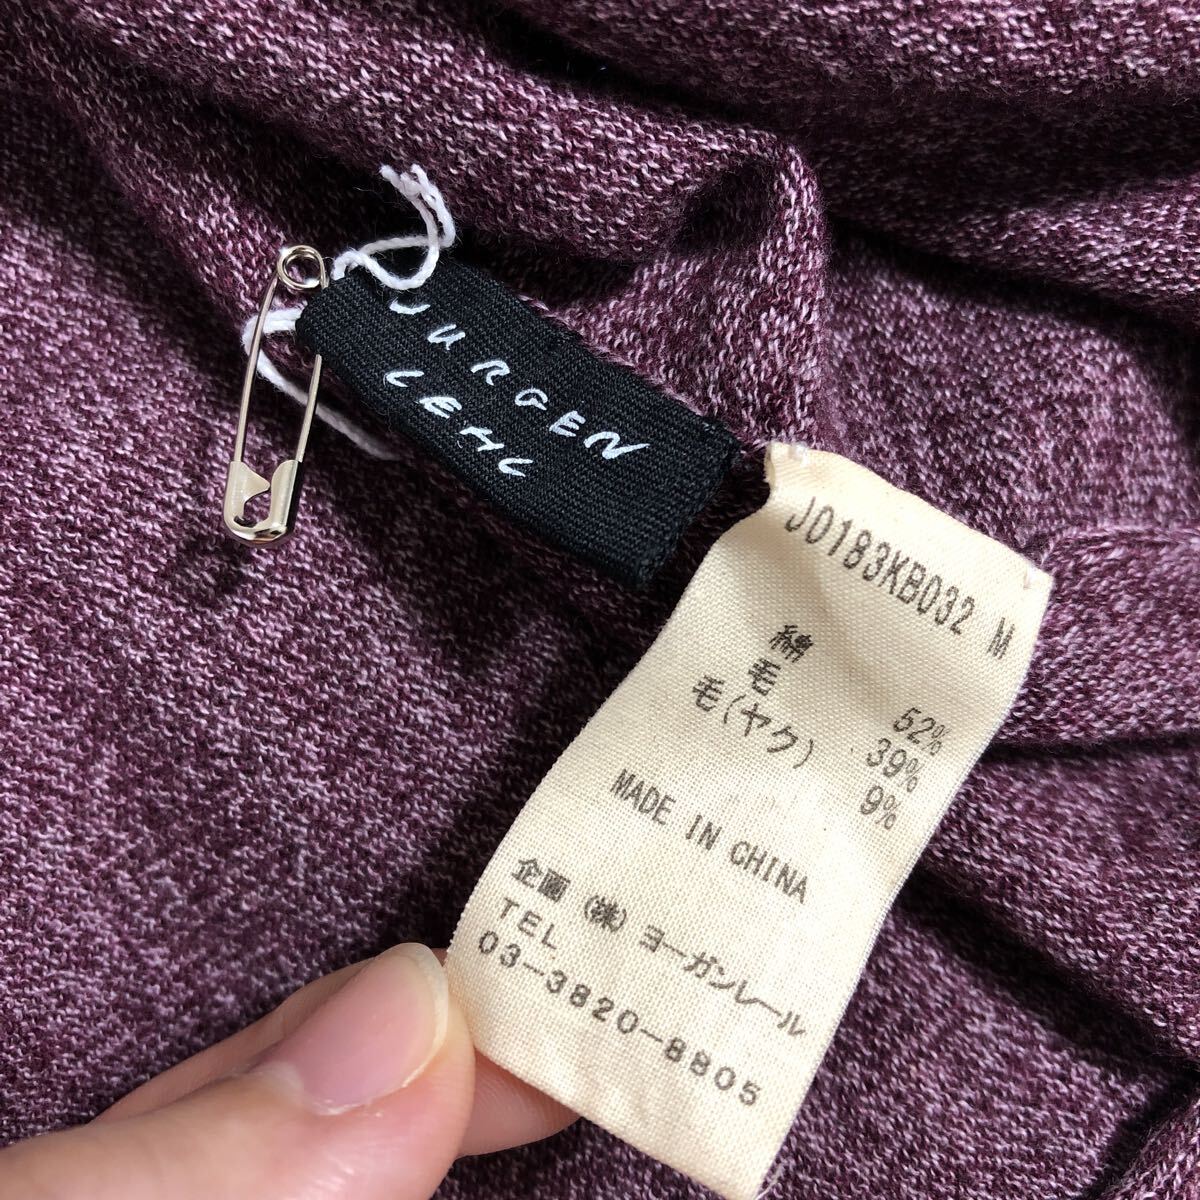 JURGEN
LEHL
J0183KB032 M
綿 52%
毛 39%
毛(ヤク) 9%
MADE IN CHINA
企画 (株) ヨーガンレール
TEL
03-3820-8805